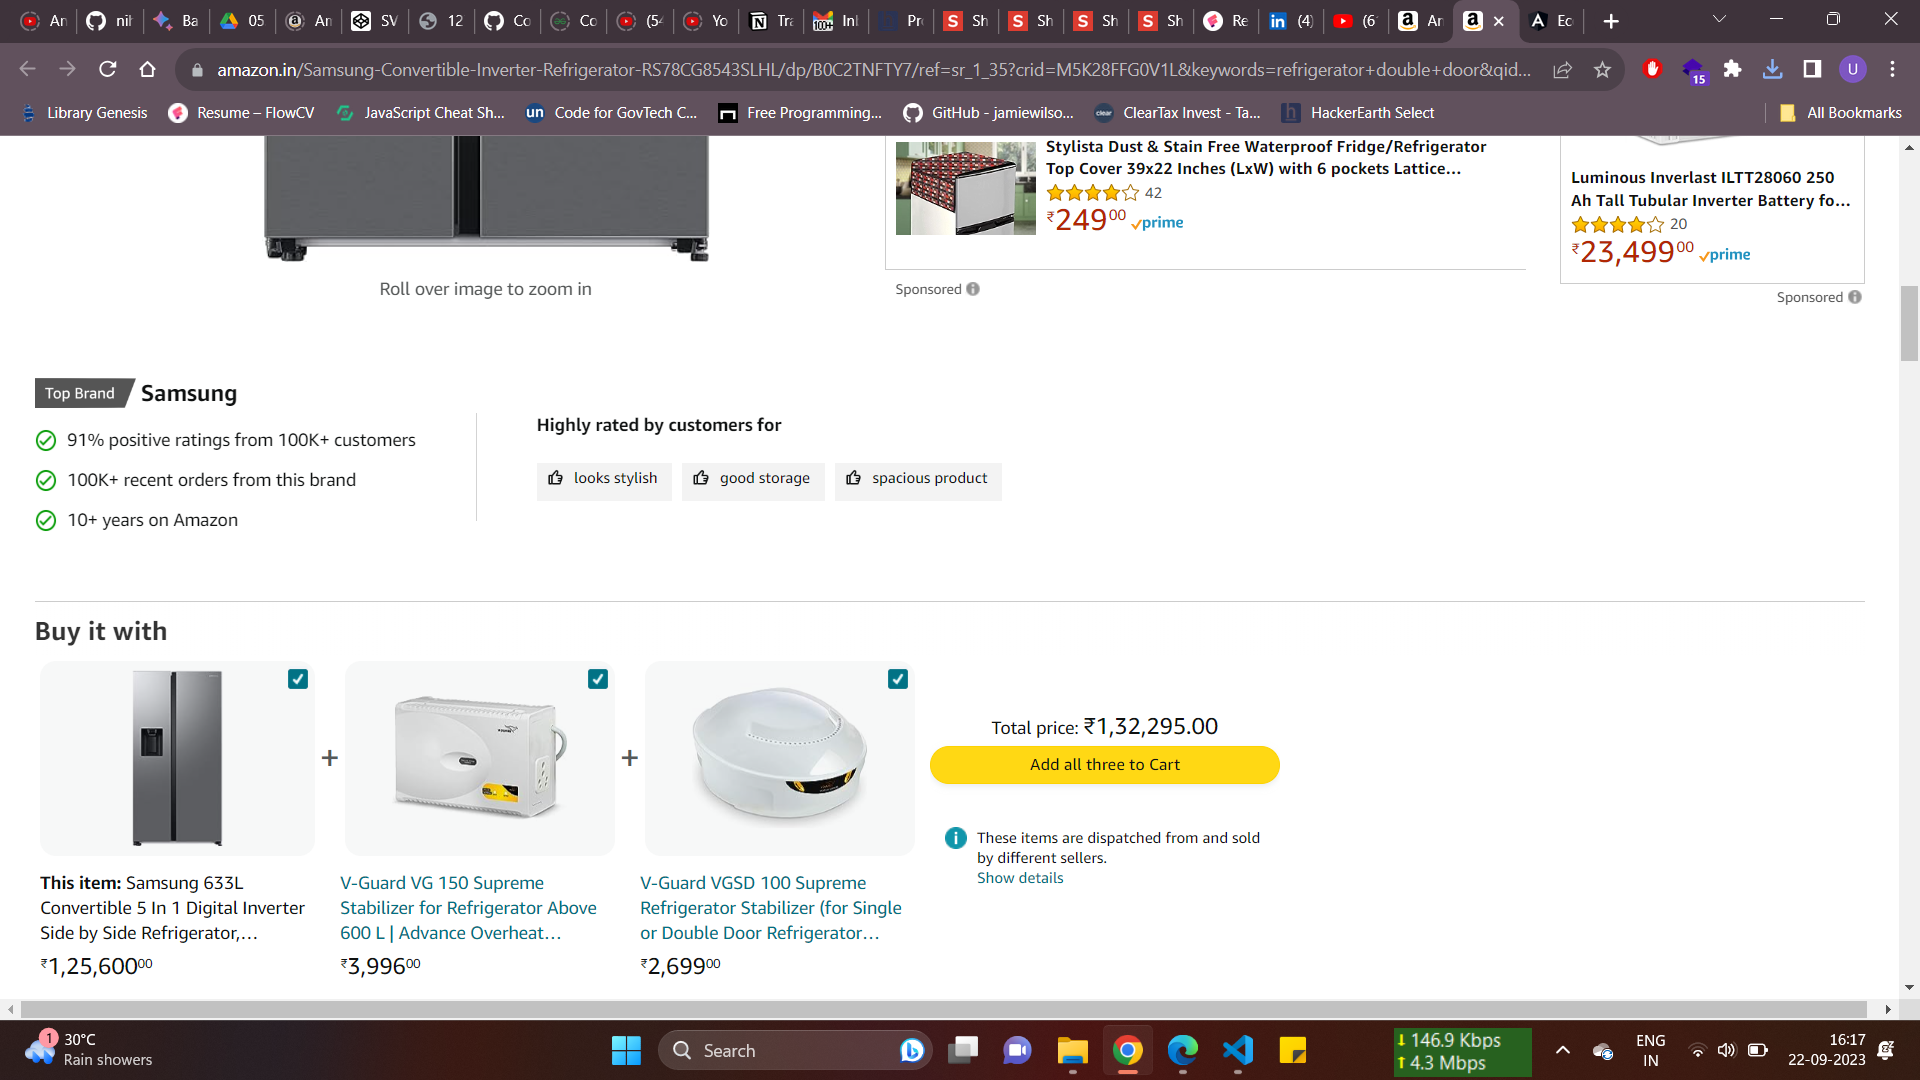 An
nih
Ba
05
An
SV
12
Co
Co
(54
Yo
Tra
Inb
Pro
Sh
Sh
Sh
Sh
Re
(4)
(61
An
Ec
amazon.in/Samsung-Convertible-Inverter-Refrigerator-RS78CG8543SLHL/dp/B0C2TNFTY7/ref=sr_1_35?crid=M5K28FFG0V1L&keywords=refrigerator+double+door&qid...
15
U
Library Genesis
Resume – FlowCV
JavaScript Cheat Sh...
un
Code for GovTech C...
Free Programming...
GitHub - jamiewilso...
clear
ClearTax Invest - Ta...
HackerEarth Select
All Bookmarks
Stylista Dust & Stain Free Waterproof Fridge/Refrigerator
Top Cover 39x22 Inches (LxW) with 6 pockets Lattice...
42
₹24900 prime
Sponsored
Luminous Inverlast ILTT28060 250
Ah Tall Tubular Inverter Battery fo...
20
₹23,49900 prime
Sponsored
Roll over image to zoom in
Top Brand Samsung
91% positive ratings from 100K+ customers
100K+ recent orders from this brand
10+ years on Amazon
Highly rated by customers for
looks stylish
good storage
spacious product
Buy it with
+
+
Total price: ₹1,32,295.00
Add all three to Cart
These items are dispatched from and sold
by different sellers.
Show details
This item: Samsung 633L
Convertible 5 In 1 Digital Inverter
Side by Side Refrigerator,...
₹1,25,60000
V-Guard VG 150 Supreme
Stabilizer for Refrigerator Above
600 L | Advance Overheat...
₹3,99600
V-Guard VGSD 100 Supreme
Refrigerator Stabilizer (for Single
or Double Door Refrigerator...
₹2,69900
1
30°C
Rain showers
Search
146.9 Kbps
4.3 Mbps
ENG
IN
16:17
22-09-2023